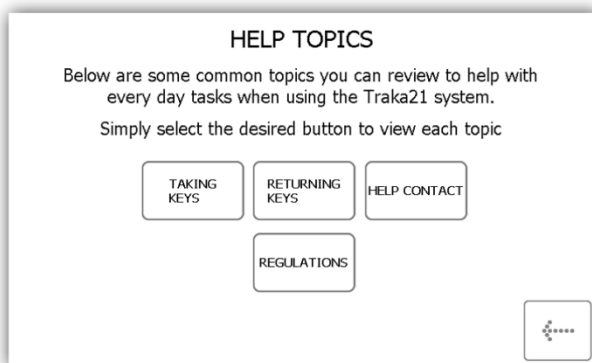 HELP TOPICS
Below are some common topics you can review to help with
every day tasks when using the Traka21 system.
Simply select the desired button to view each topic
TAKING
KEYS
RETURNING
KEYS
HELP CONTACT
REGULATIONS